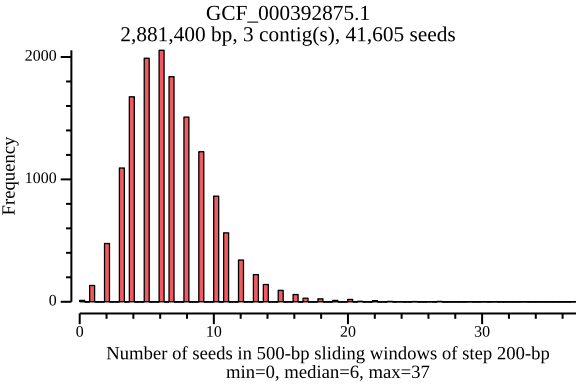 GCF_000392875.1
2,881,400 bp, 3 contig(s), 41,605 seeds
Frequency
2000
1000
0
0 10 20 30
Number of seeds in 500-bp sliding windows of step 200-bp
min=0, median=6, max=37